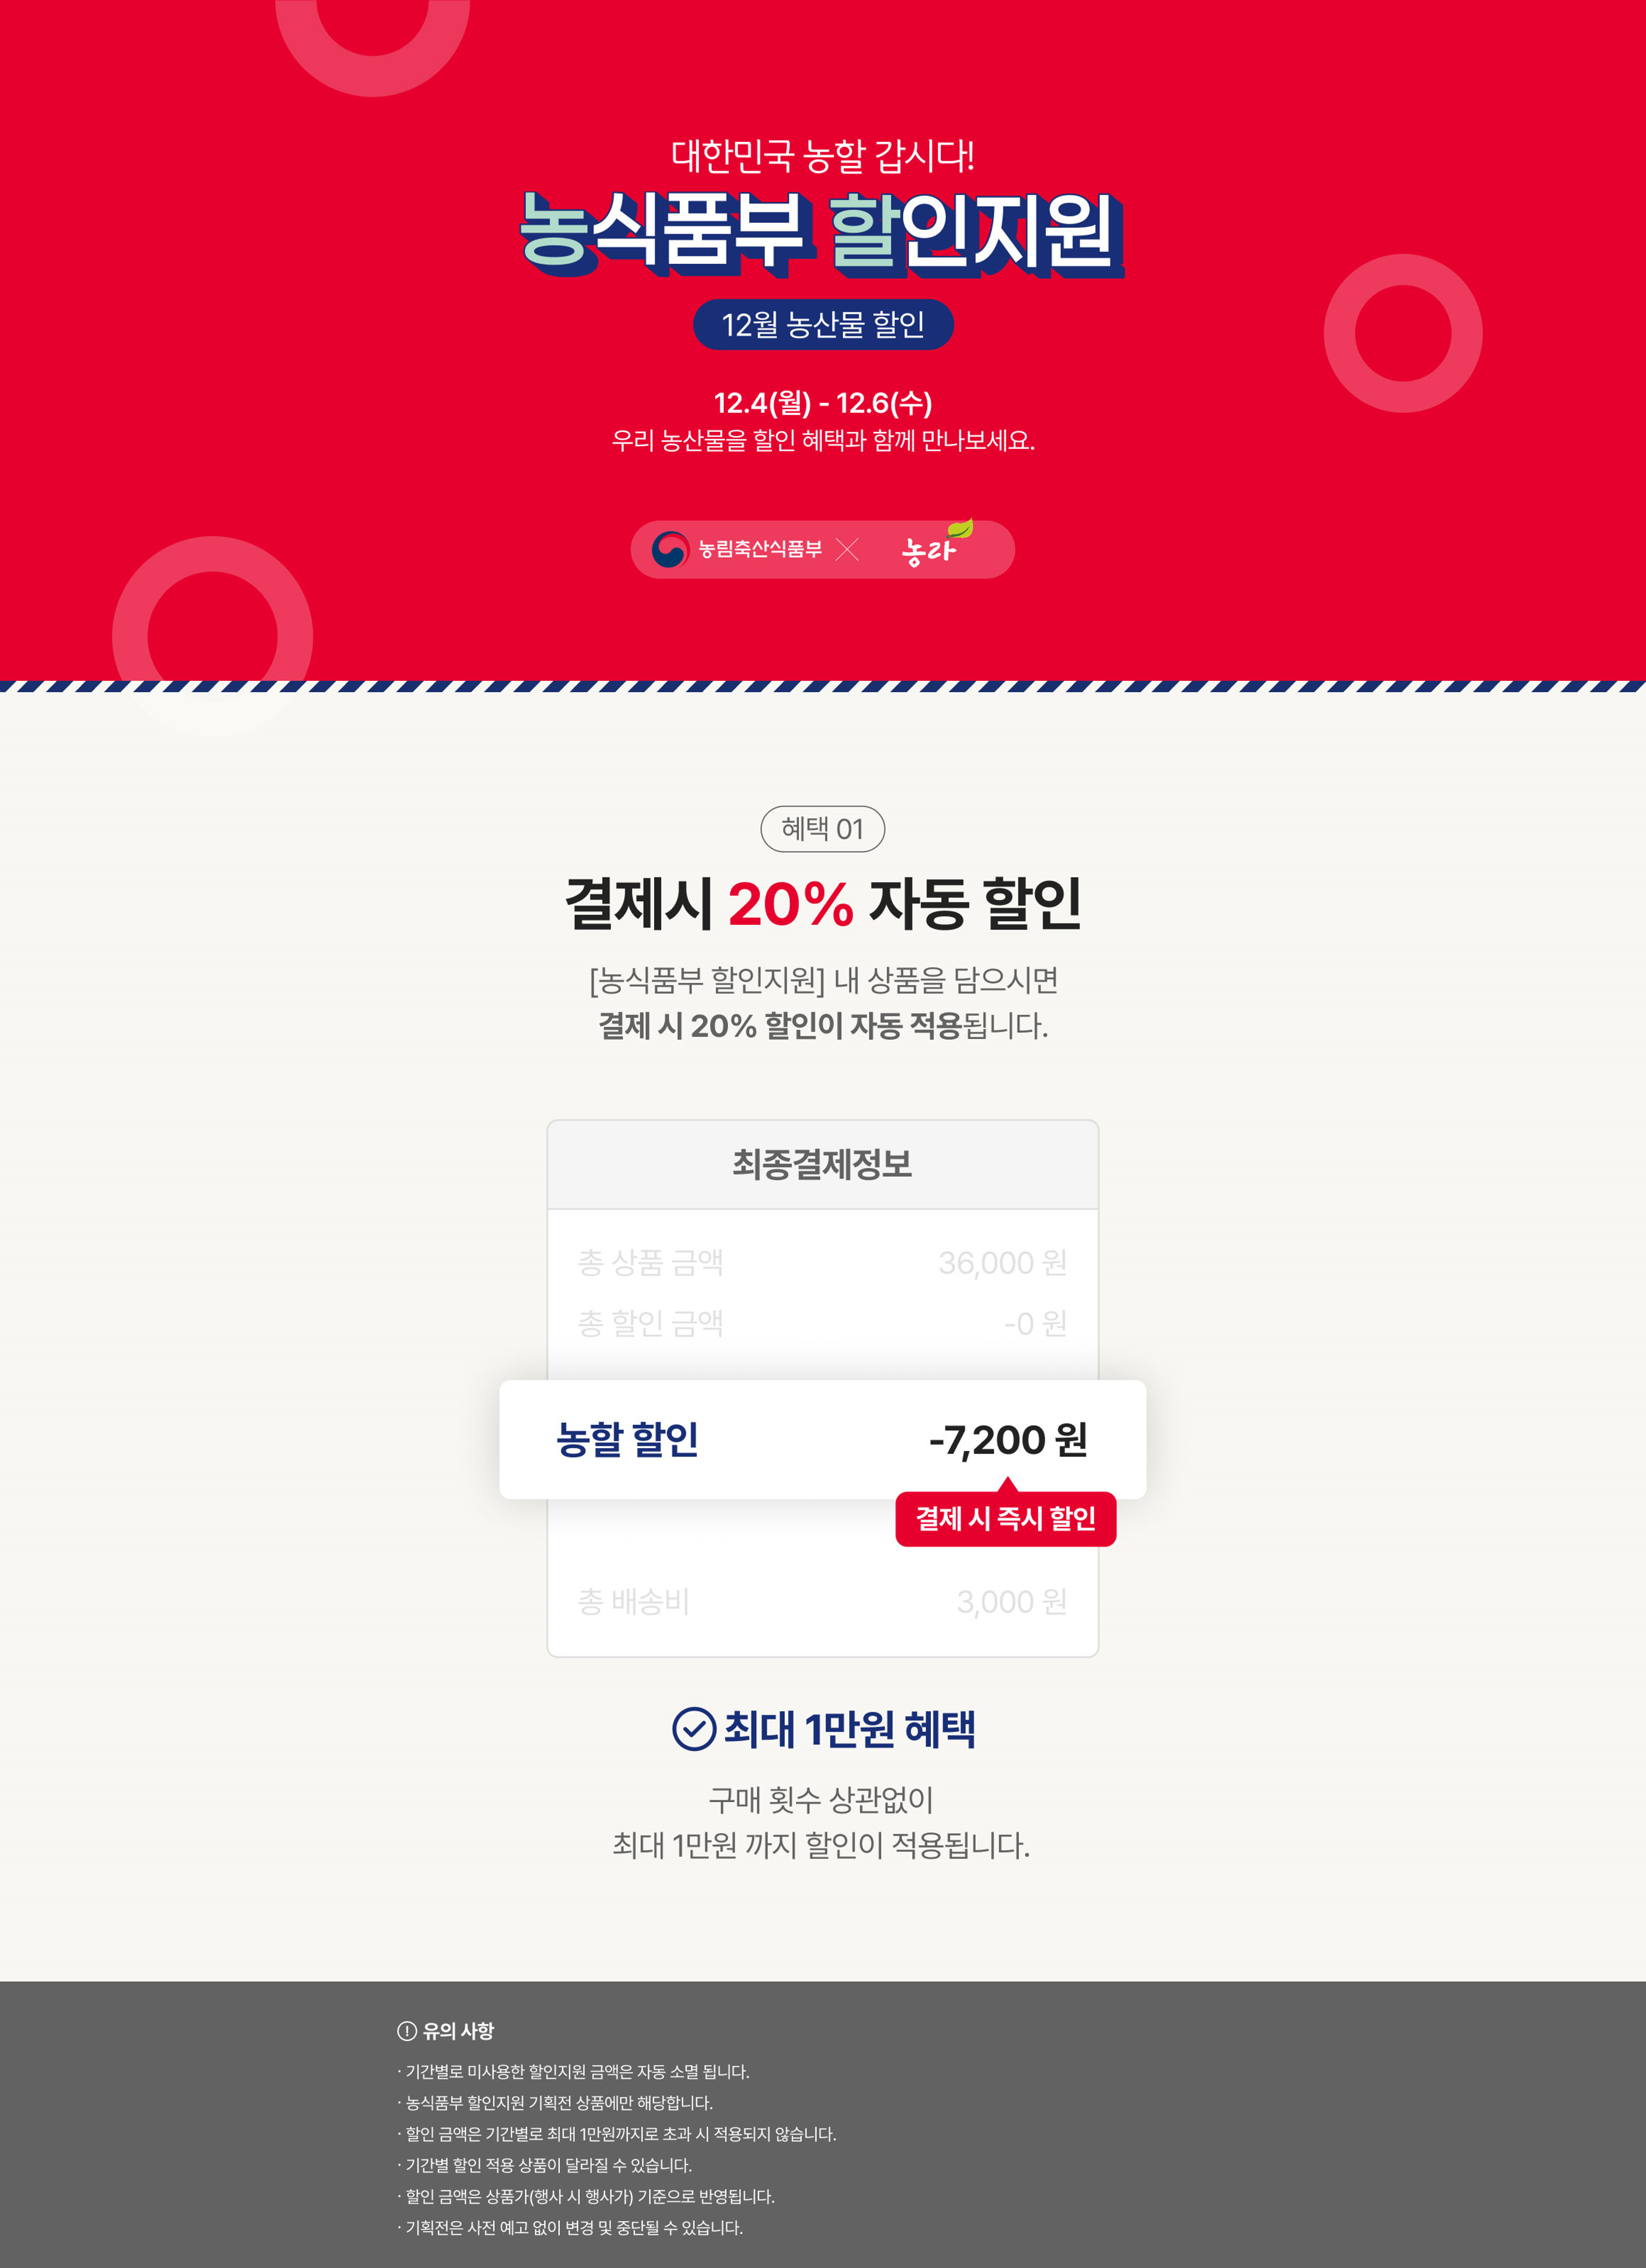 대한민국 농할 갑시다!
농식품부 할인지원
12월 농산물 할인
12.4(월) - 12.6(수)
우리 농산물을 할인 혜택과 함께 만나보세요.
농림축산식품부 농라
혜택 01
결제시 20% 자동 할인
[농식품부 할인지원] 내 상품을 담으시면
결제 시 20% 할인이 자동 적용됩니다.
최종결제정보
총 상품 금액 36,000 원
총 할인 금액 -0 원
농할 할인 -7,200 원
결제 시 즉시 할인
총 배송비 3,000 원
최대 1만원 혜택
구매 횟수 상관없이
최대 1만원 까지 할인이 적용됩니다.
유의 사항
· 기간별로 미사용한 할인지원 금액은 자동 소멸 됩니다.
· 농식품부 할인지원 기획전 상품에만 해당합니다.
· 할인 금액은 기간별로 최대 1만원까지로 초과 시 적용되지 않습니다.
· 기간별 할인 적용 상품이 달라질 수 있습니다.
· 할인 금액은 상품가(행사 시 행사가) 기준으로 반영됩니다.
· 기획전은 사전 예고 없이 변경 및 중단될 수 있습니다.